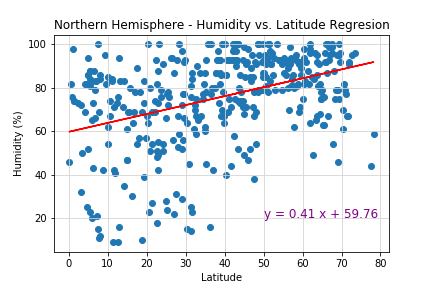 Northern Hemisphere - Humidity vs. Latitude Regresion
100
80
60
40
20
Humidity (%)
y = 0.41 x + 59.76
0 10 20 30 40 50 60 70 80
Latitude